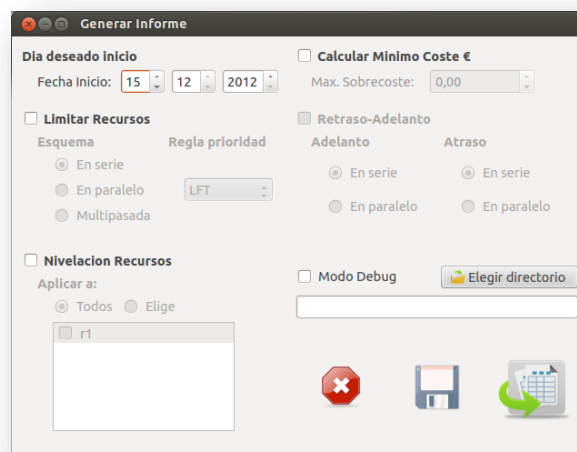 Generar Informe
Dia deseado inicio
Fecha Inicio: 15 12 2012
Calcular Minimo Coste €
Max. Sobrecoste: 0,00
Limitar Recursos
Esquema Regla prioridad
En serie
En paralelo LFT
Multipasada
Retraso-Adelanto
Adelanto Atraso
En serie En serie
En paralelo En paralelo
Nivelacion Recursos
Aplicar a:
Todos Elige
r1
Modo Debug Elegir directorio